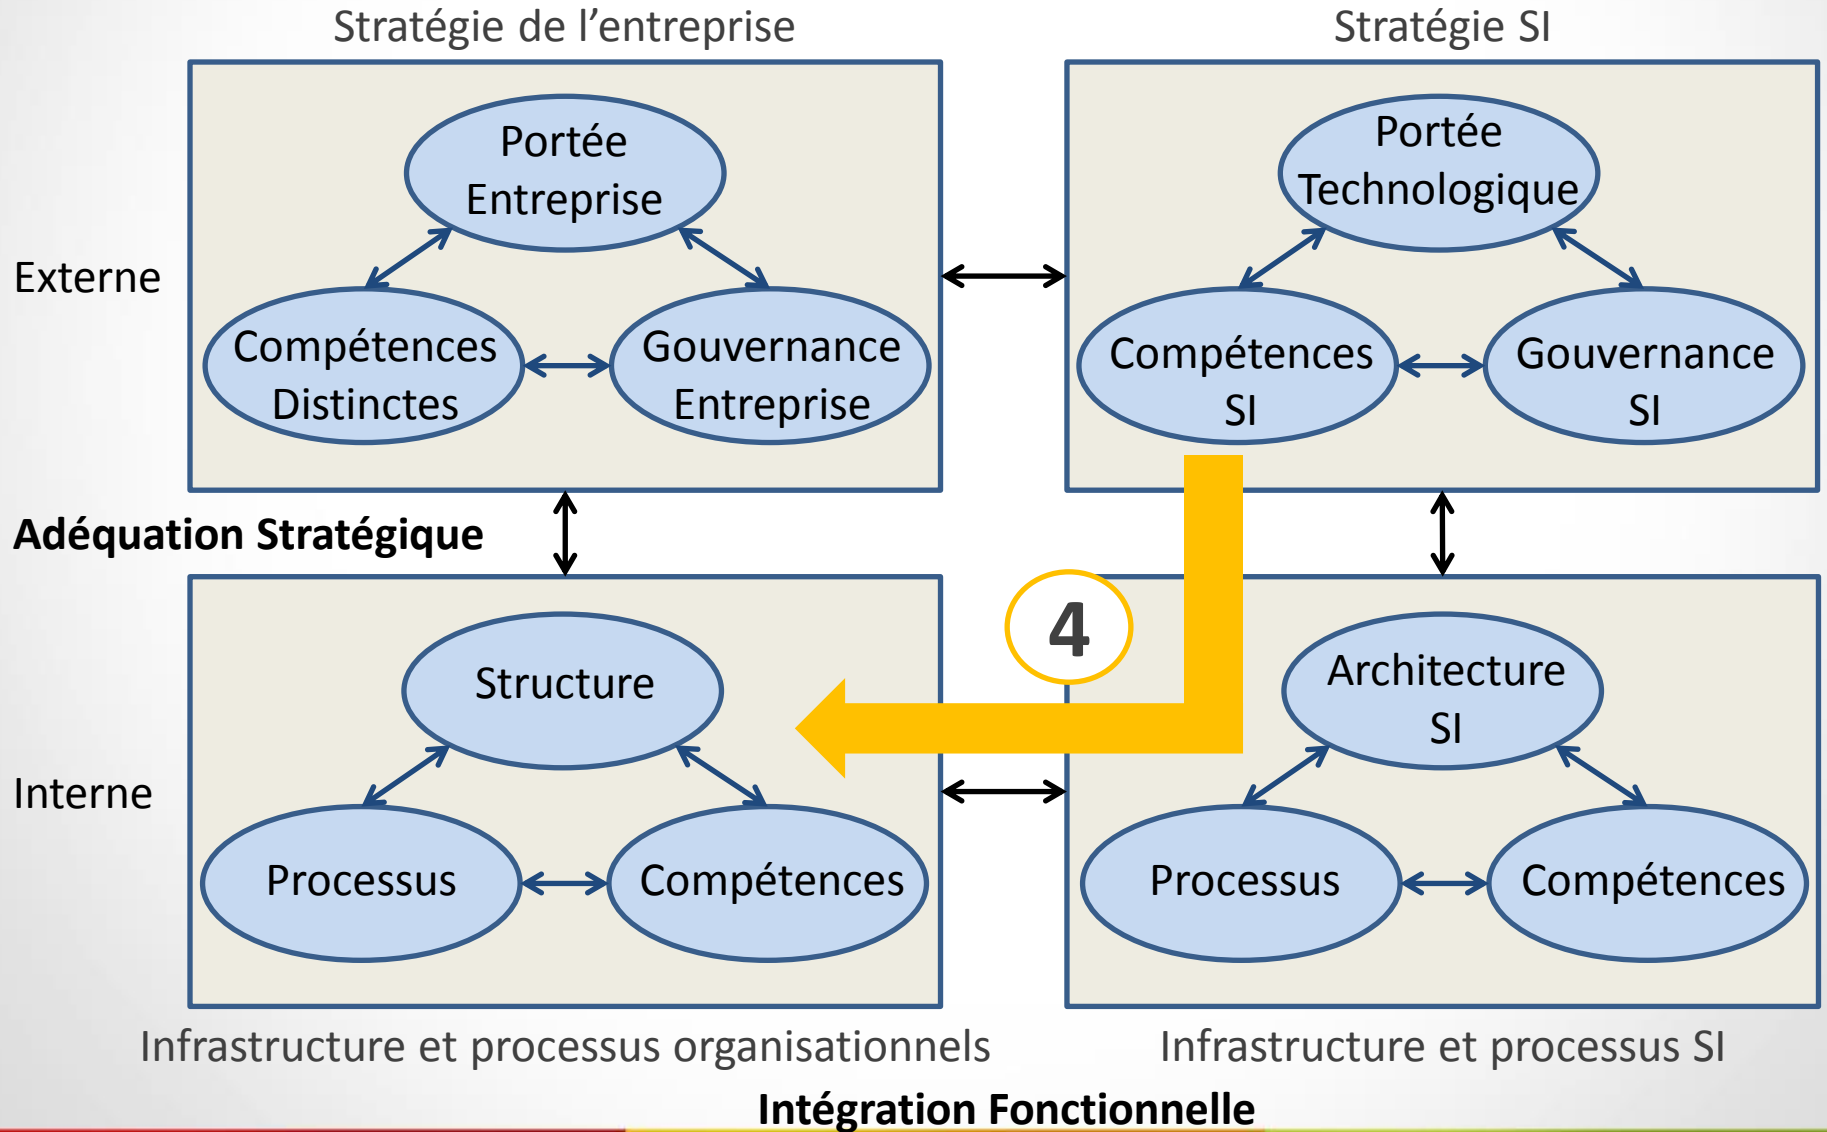 Stratégie de l’entreprise
Stratégie SI
Portée
Entreprise
Compétences
Distinctes
Gouvernance
Entreprise
Portée
Technologique
Compétences
SI
Gouvernance
SI
Externe
Adéquation Stratégique
4
Structure
Processus
Compétences
Architecture
SI
Processus
Compétences
Interne
Infrastructure et processus organisationnels
Infrastructure et processus SI
Intégration Fonctionnelle